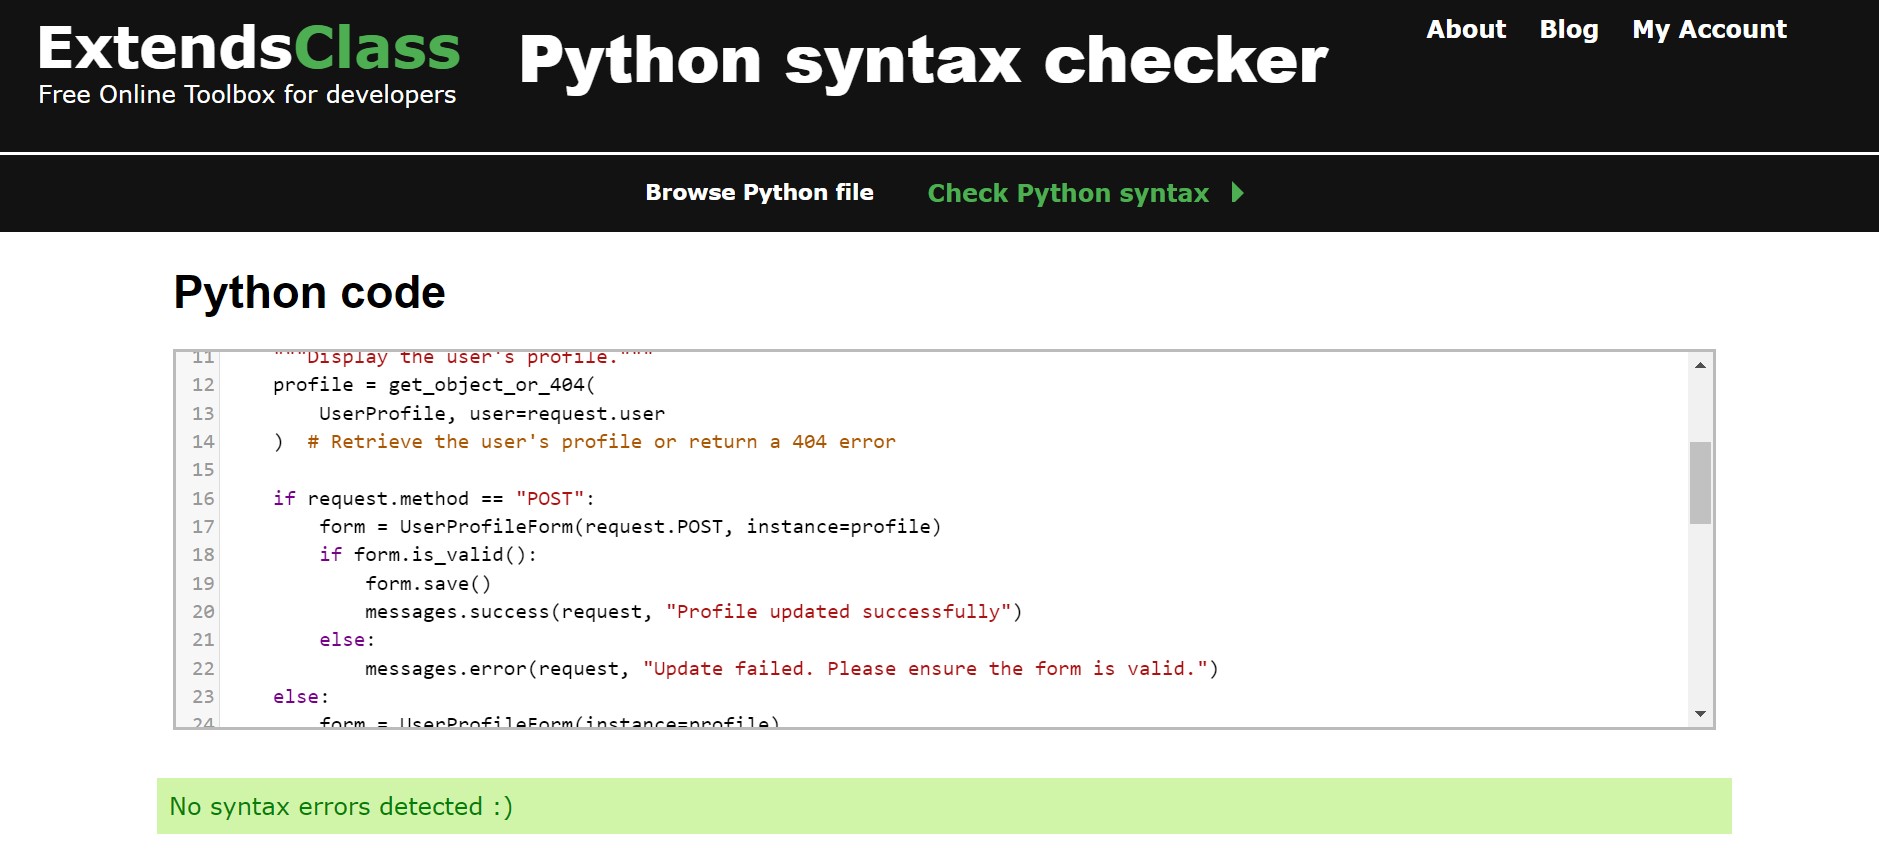 ExtendsClass
Free Online Toolbox for developers
Python syntax checker
About Blog My Account
Browse Python file Check Python syntax
Python code
11 """Display the user's profile."""
12 profile = get_object_or_404(
13 UserProfile, user=request.user
14 ) # Retrieve the user's profile or return a 404 error
15
16 if request.method == "POST":
17 form = UserProfileForm(request.POST, instance=profile)
18 if form.is_valid():
19 form.save()
20 messages.success(request, "Profile updated successfully")
21 else:
22 messages.error(request, "Update failed. Please ensure the form is valid.")
23 else:
24 form = UserProfileForm(instance=profile)
No syntax errors detected :)